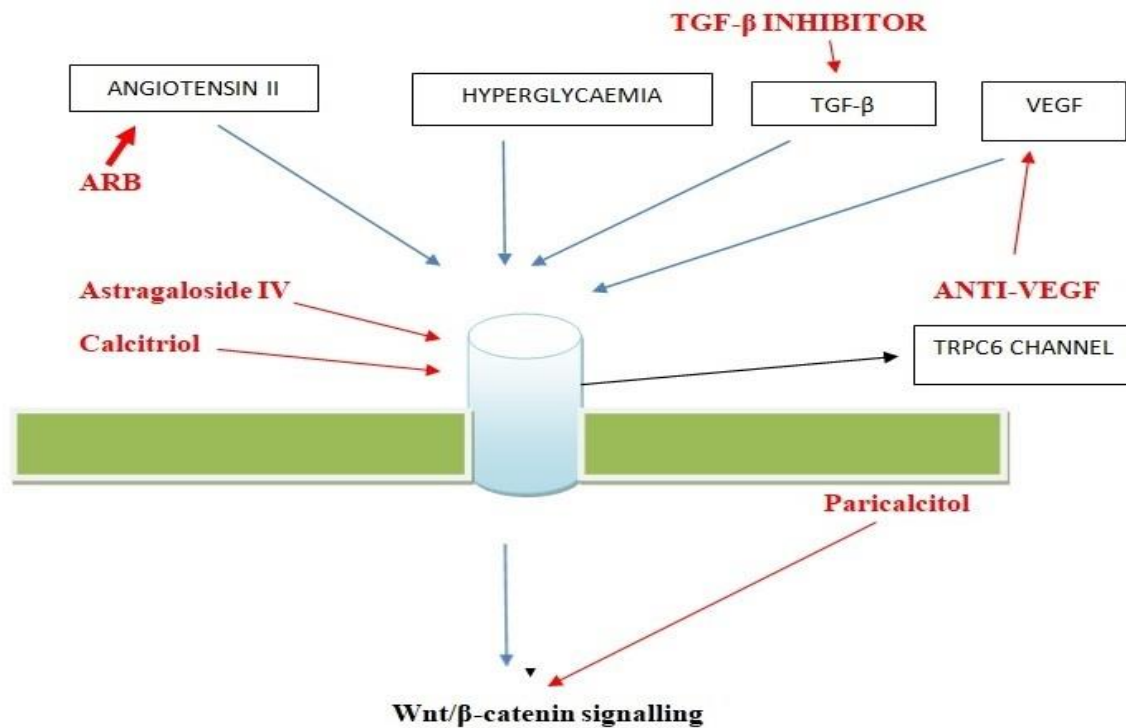 TGF-β INHIBITOR
ANGIOTENSIN II
HYPERGLYCAEMIA
TGF-β
VEGF
ARB
Astragaloside IV
ANTI-VEGF
Calcitriol
TRPC6 CHANNEL
Paricalcitol
Wnt/β-catenin signalling